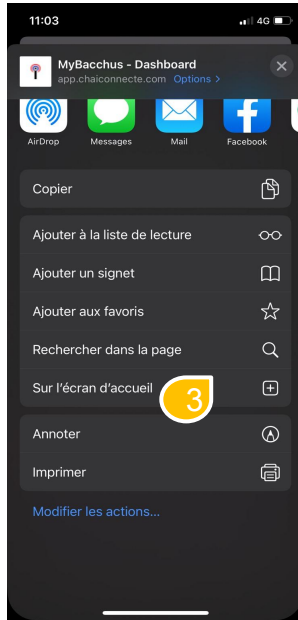 11:03
4G
MyBacchus - Dashboard
app.chaiconnecte.com Options >
AirDrop
Messages
Mail
Facebook
Copier
Ajouter à la liste de lecture
Ajouter un signet
Ajouter aux favoris
Rechercher dans la page
Sur l'écran d'accueil
3
Annoter
Imprimer
Modifier les actions...